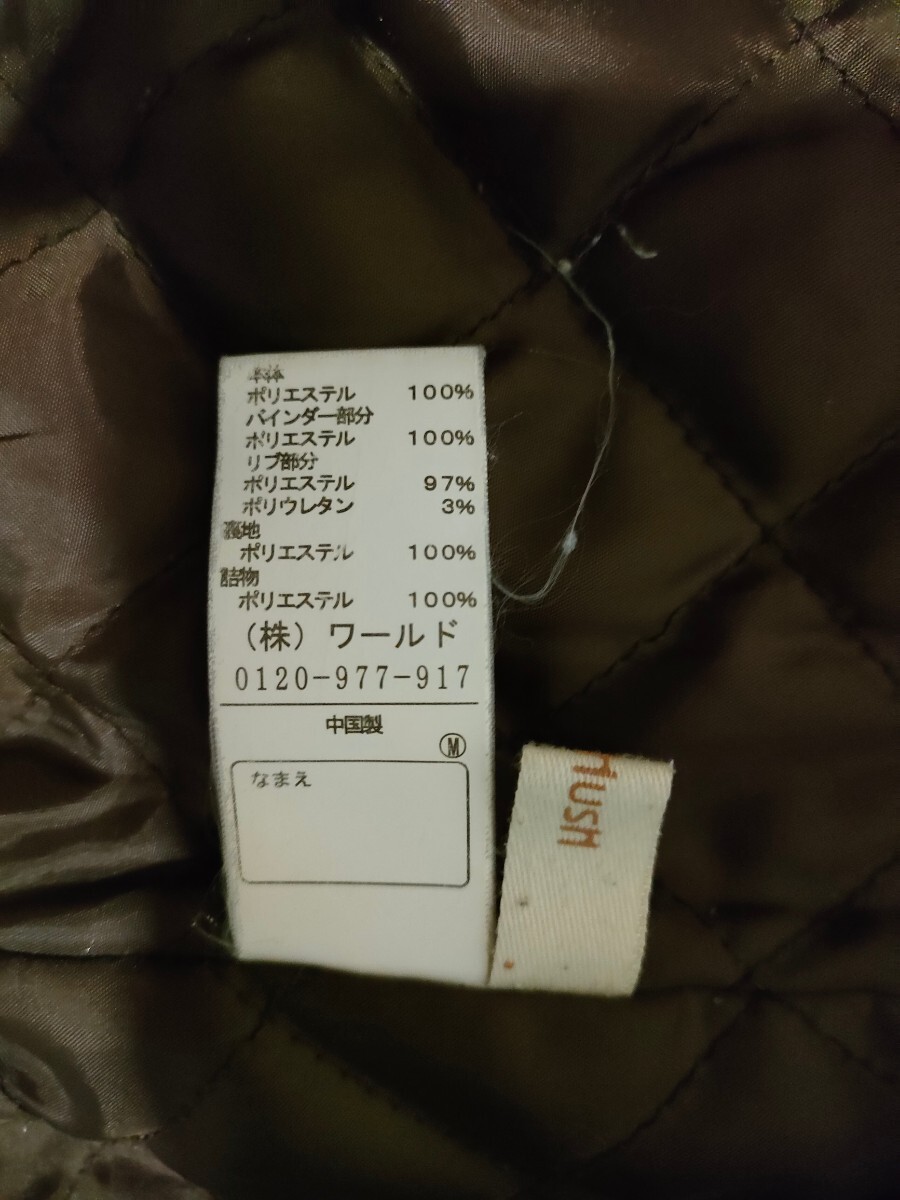 本体
ポリエステル 100%
バインダー部分
ポリエステル 100%
リブ部分
ポリエステル 97%
ポリウレタン 3%
裏地
ポリエステル 100%
詰物
ポリエステル 100%
(株)ワールド
0120-977-917
中国製
Ⓜ
なまえ